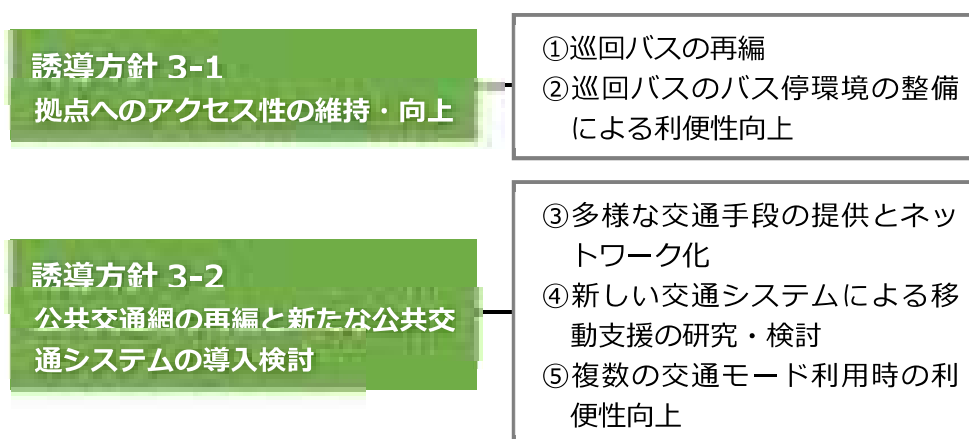 誘導方針 3-1
拠点へのアクセス性の維持・向上
①巡回バスの再編
②巡回バスのバス停環境の整備
による利便性向上
誘導方針 3-2
公共交通網の再編と新たな公共交
通システムの導入検討
③多様な交通手段の提供とネッ
トワーク化
④新しい交通システムによる移
動支援の研究・検討
⑤複数の交通モード利用時の利
便性向上